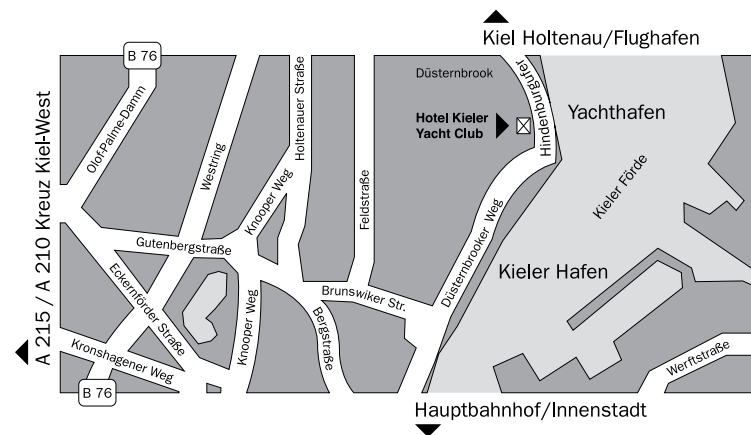 Kiel Holtenau/Flughafen
B 76
Düsternbrook
Hotel Kieler
Yacht Club
Hindenburgufer
Yachthafen
Olof-Palme-Damm
Westring
Holtenauer Straße
Knooper Weg
Feldstraße
Kieler Förde
A 215 / A 210 Kreuz Kiel-West
Gutenbergstraße
Düsternbrooker Weg
Kieler Hafen
Eckernförder Straße
Knooper Weg
Brunswiker Str.
Bergstraße
Kronshagener Weg
Werftstraße
B 76
Hauptbahnhof/Innenstadt